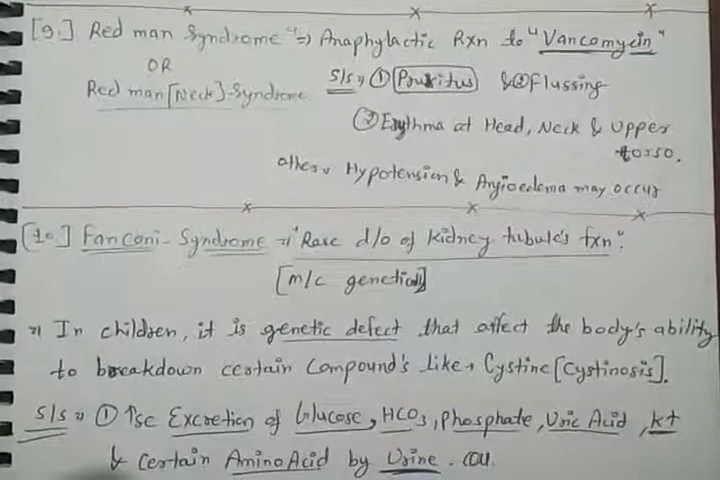 [9.] Red man Syndrome => Anaphylactic Rxn to "Vancomycin"
OR
Red man [Neck] Syndrome
S/S => ① Pruritus & ② Flussing
② Erythma at Head, Neck & Upper torso.
others Hypotension & Angioedema may occur
[10.] Fanconi - Syndrome => "Rare d/o of kidney tubule's fxn".
[m/c genetically]
=> In children, it is genetic defect that affect the body's ability
to breakdown certain Compound's like → Cystine [Cystinosis].
S/S => ① ↑sc Excretion of Glucose, HCO3, Phosphate, Uric Acid, K+
& Certain Amino Acid by Urine.